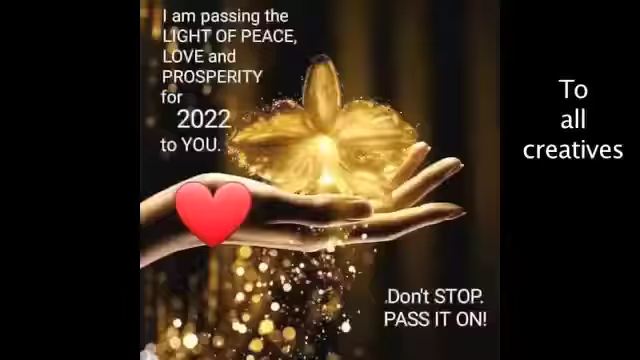 I am passing the
LIGHT OF PEACE,
LOVE and
PROSPERITY
for
2022
to YOU.
To
all
creatives
.Don't STOP.
PASS IT ON!